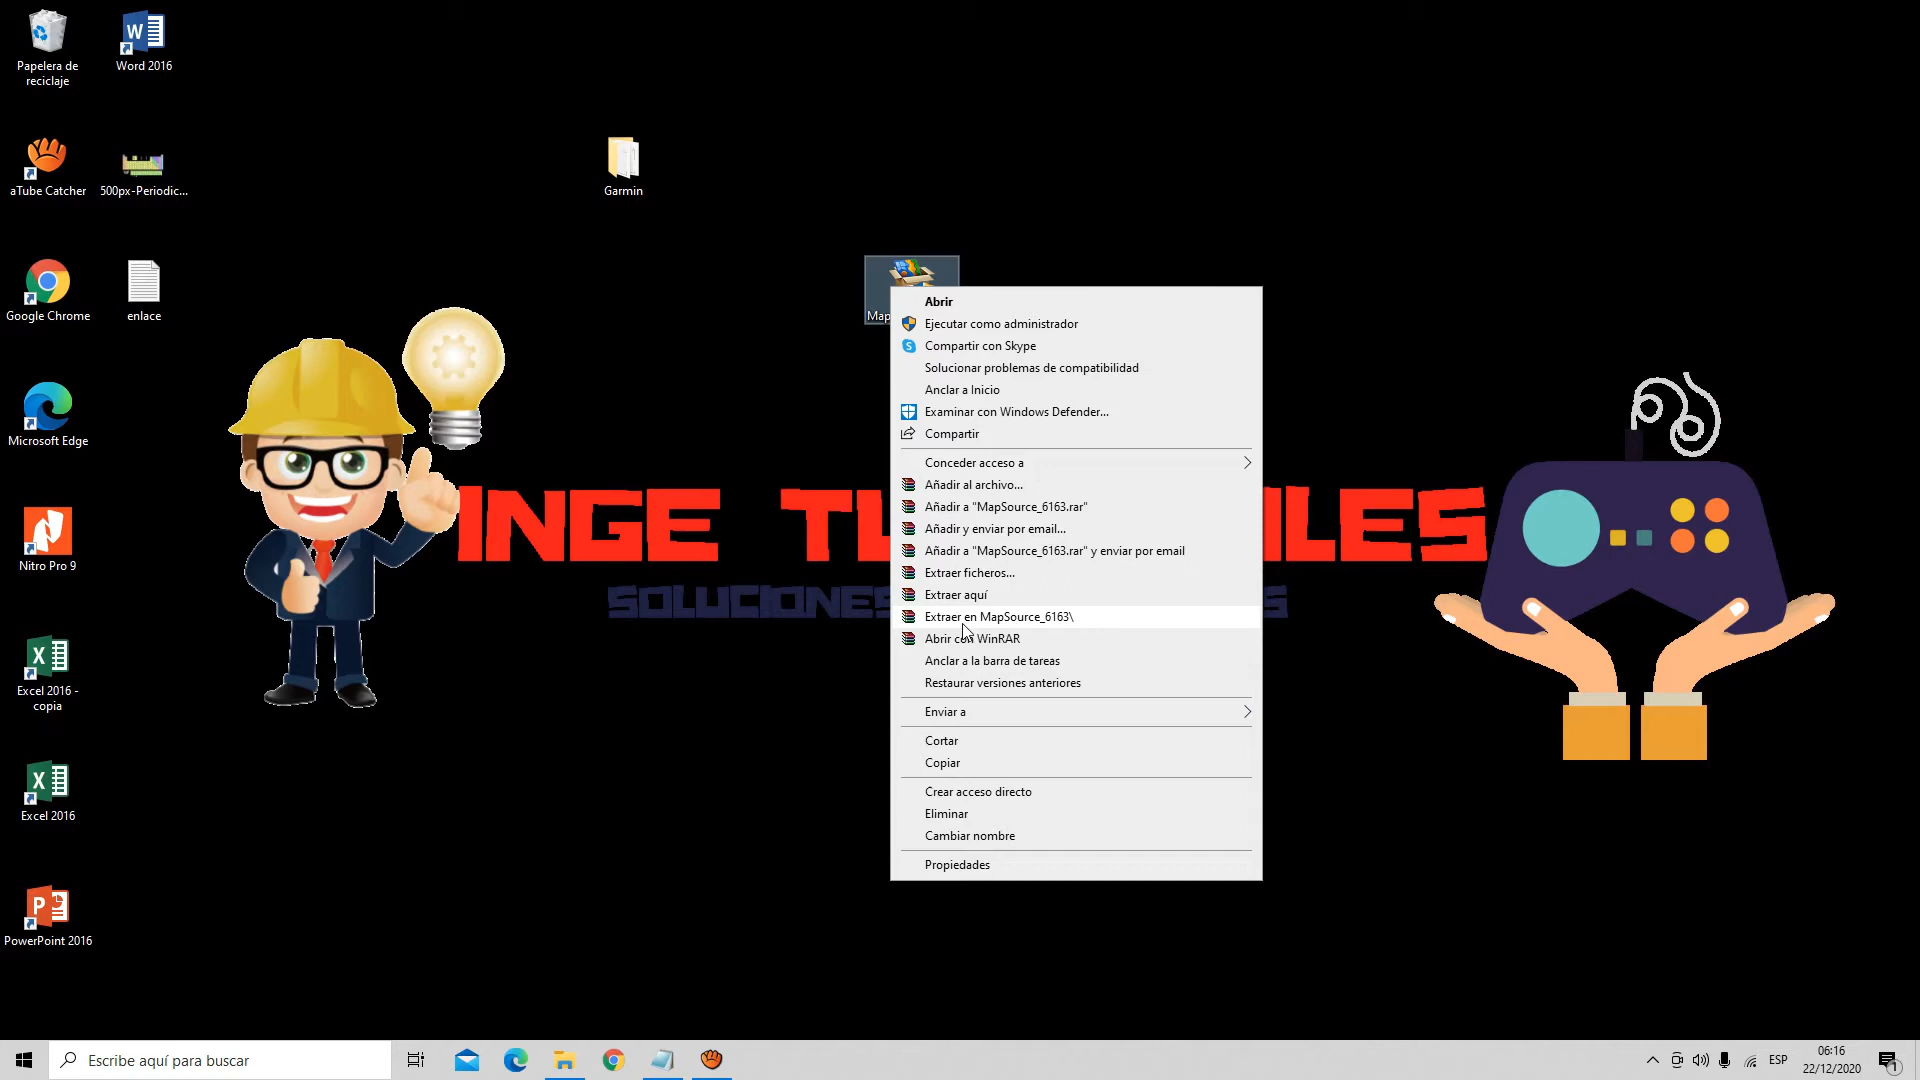 Papelera de
reciclaje
Word 2016
aTube Catcher
500px-Periodic...
Garmin
Google Chrome
enlace
Microsoft Edge
Nitro Pro 9
Excel 2016 -
copia
Excel 2016
PowerPoint 2016
Map
INGE
SOLUCIONES
Abrir
Ejecutar como administrador
Compartir con Skype
Solucionar problemas de compatibilidad
Anclar a Inicio
Examinar con Windows Defender...
Compartir
Conceder acceso a
Añadir al archivo...
Añadir a "MapSource_6163.rar"
Añadir y enviar por email...
Añadir a "MapSource_6163.rar" y enviar por email
Extraer ficheros...
Extraer aquí
Extraer en MapSource_6163\
Abrir con WinRAR
Anclar a la barra de tareas
Restaurar versiones anteriores
Enviar a
Cortar
Copiar
Crear acceso directo
Eliminar
Cambiar nombre
Propiedades
Escribe aquí para buscar
ESP
06:16
22/12/2020
1